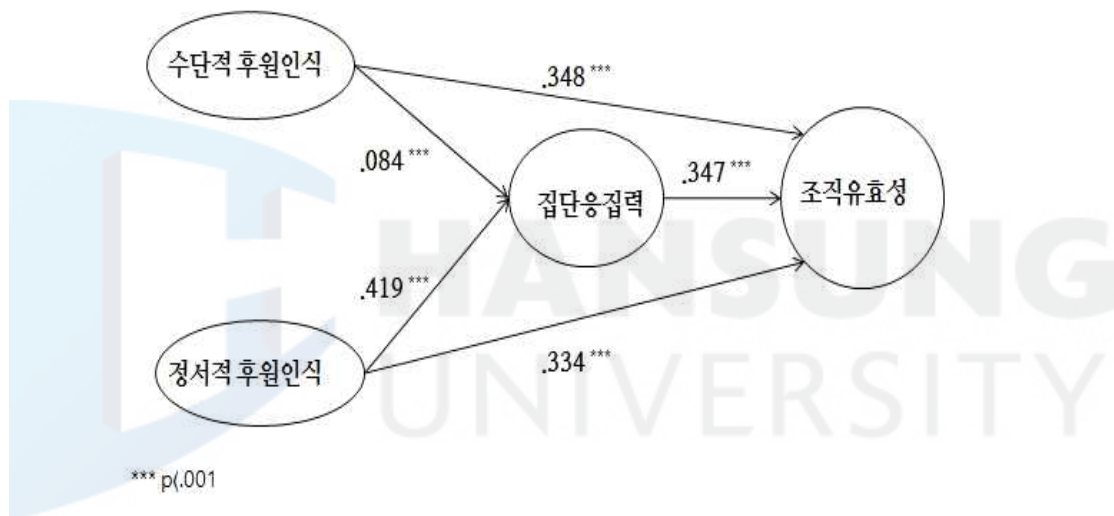 수단적 후원인식
.348 ***
.084 ***
집단응집력
.347 ***
조직유효성
.419 ***
정서적 후원인식
.334 ***
HANSUNG
UNIVERSITY
*** p(.001